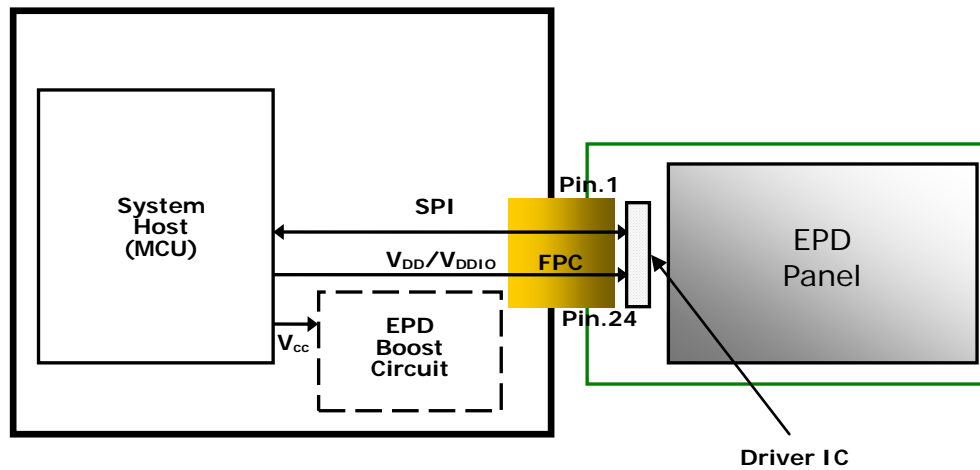 Pin.1
System
Host
(MCU)
SPI
EPD
Panel
VDD/VDDIO
FPC
Pin.24
Vcc
EPD
Boost
Circuit
Driver IC